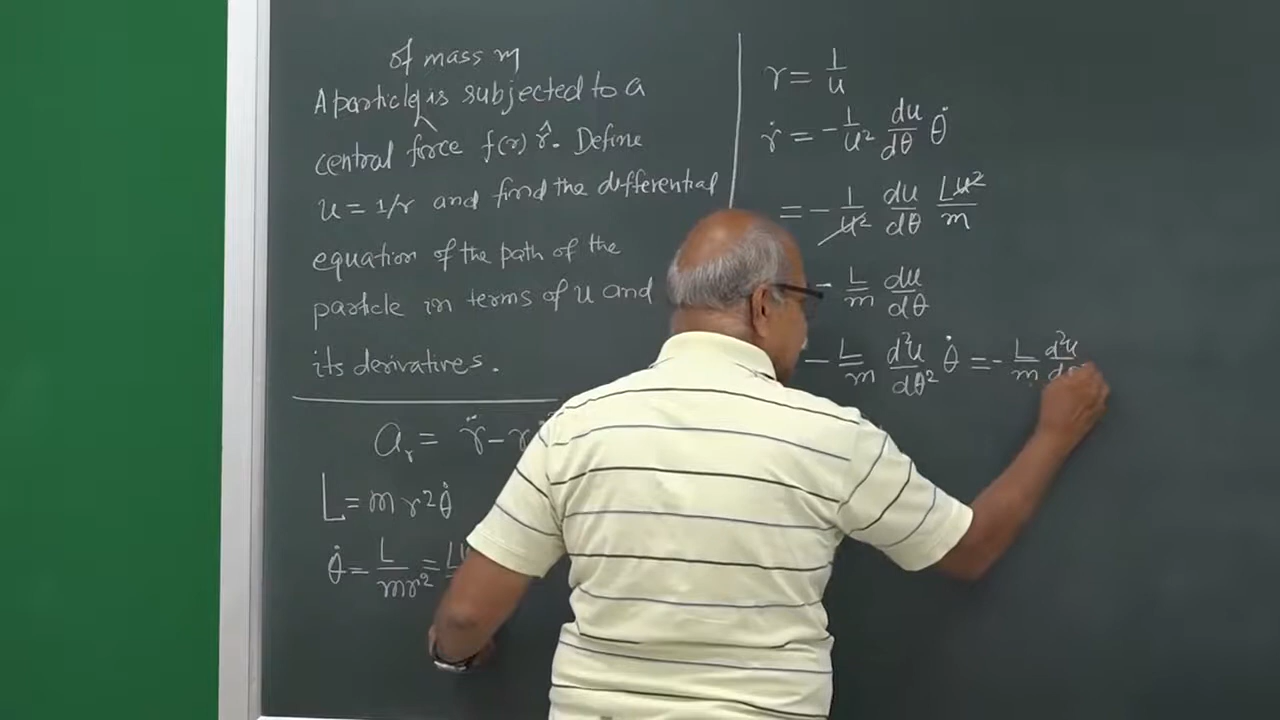 of mass m
A particle is subjected to a
central force f(r) r̂. Define
u = 1/r and find the differential
equation of the path of the
particle in terms of u and
its derivatives.
a_r = r̈ - r
L = m r² θ̇
θ̇ = L/mr² = L
r = 1/u
ṙ = - 1/u² du/dθ θ̇
= - 1/u² du/dθ Lu²/m
- L/m du/dθ
- L/m d²u/dθ² θ̇ = - L/m d²u/d